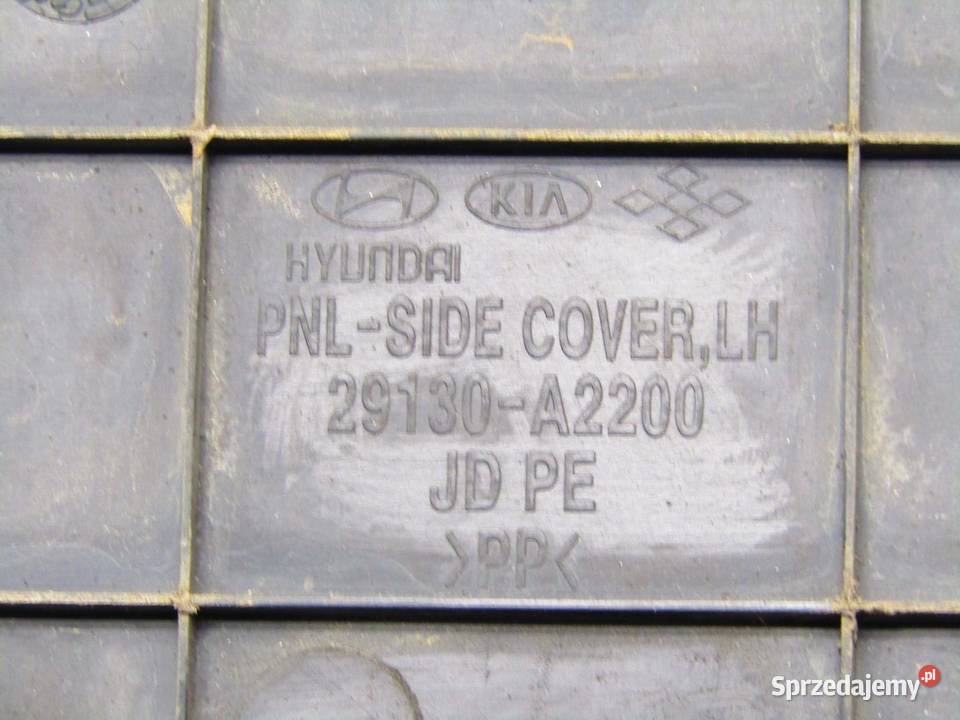 KIA
HYUNDAI
PNL-SIDE COVER,LH
29130-A2200
JD PE
>PP<
Sprzedajemy.pl